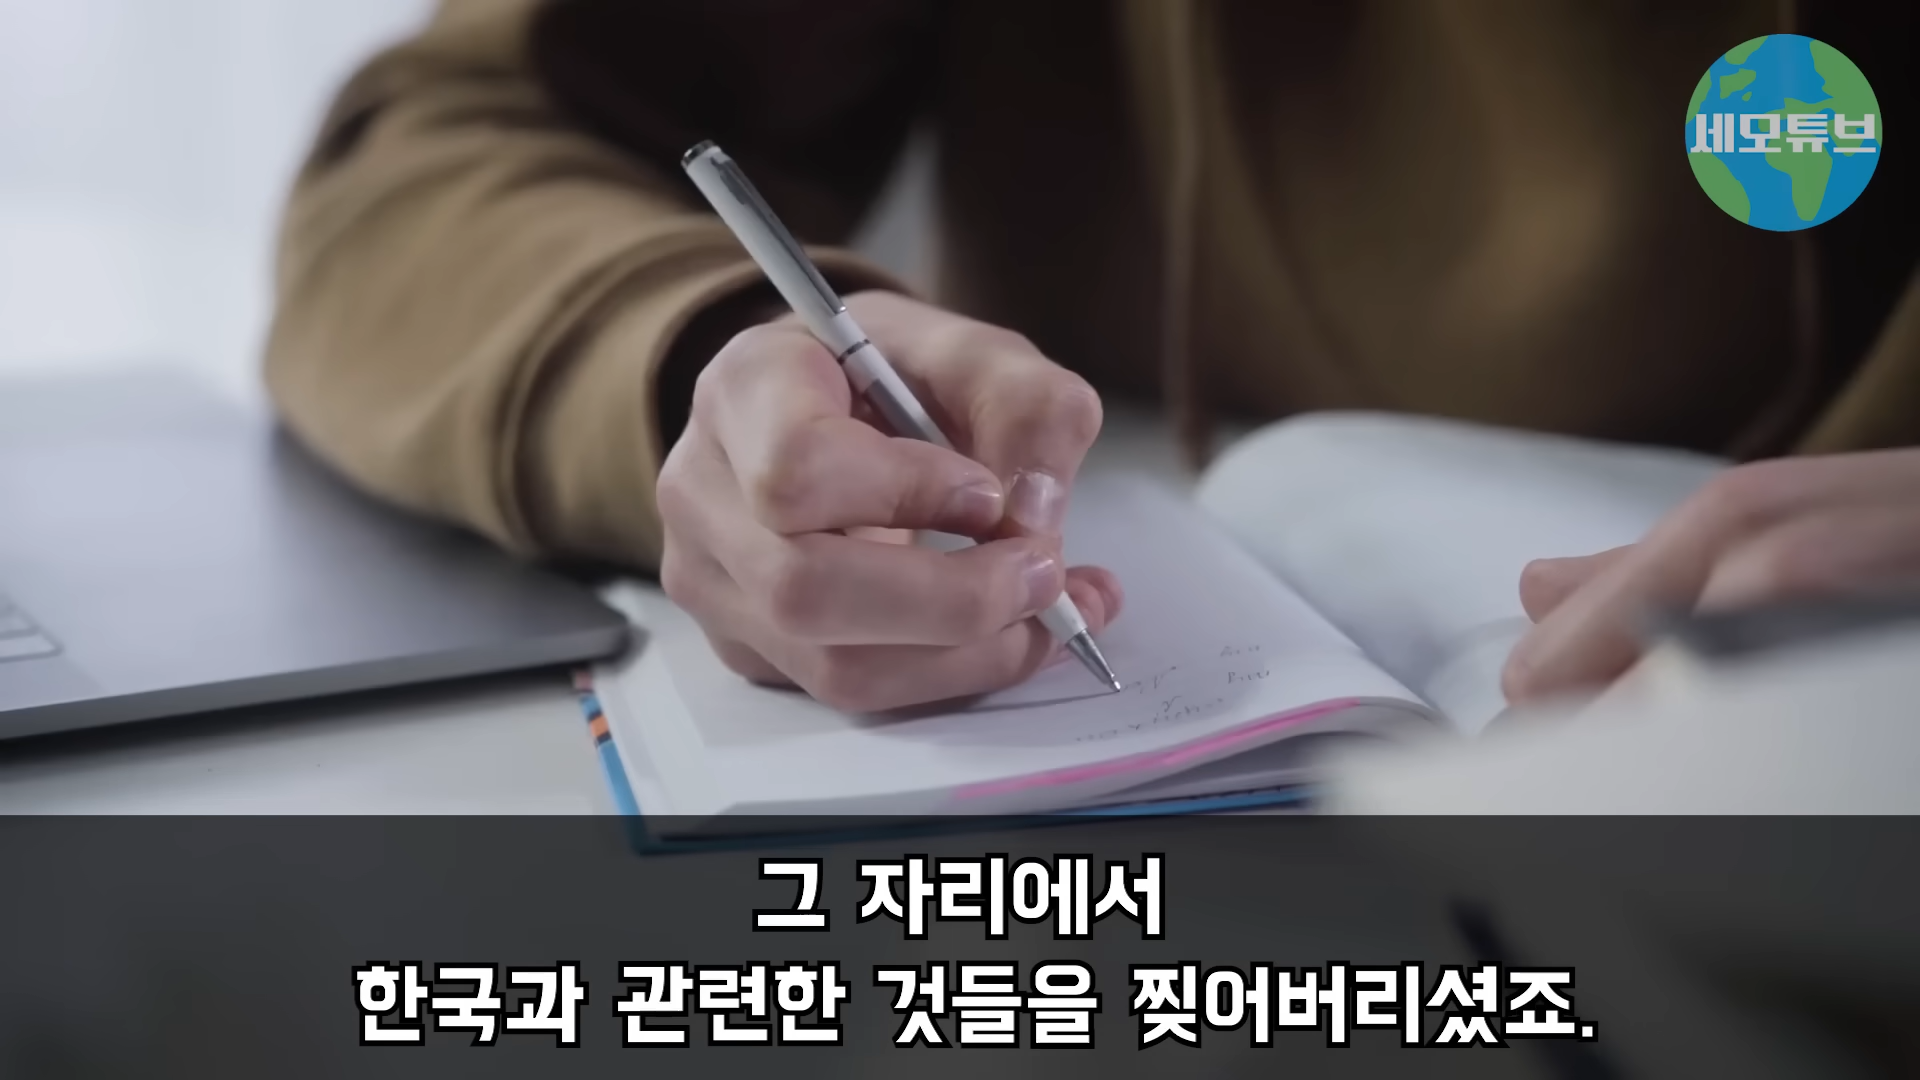 세모튜브
그 자리에서
한국과 관련한 것들을 찢어버리셨죠.